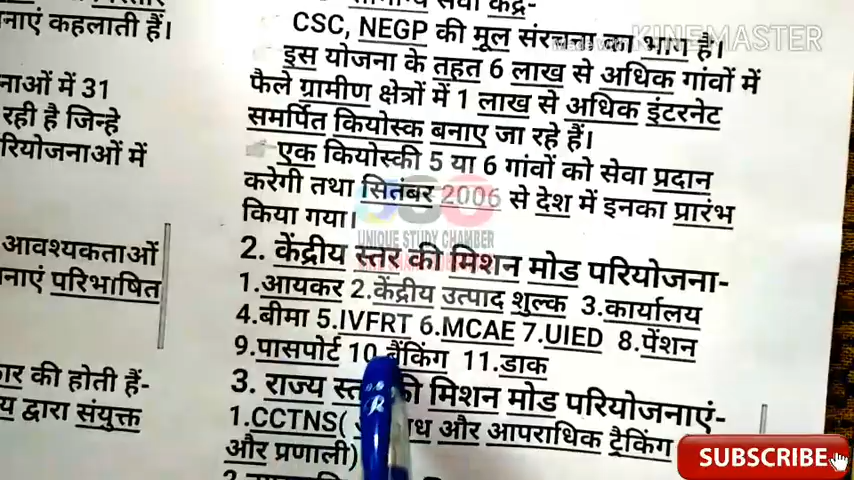 नाएं कहलाती हैं।
नाओं में 31
रही है जिन्हे
रियोजनाओं में
आवश्यकताओं
नाएं परिभाषित
कार की होती हैं-
य द्वारा संयुक्त
सेवा केंद्र-
CSC, NEGP की मूल संरचना का भाग है।
इस योजना के तहत 6 लाख से अधिक गांवों में
फैले ग्रामीण क्षेत्रों में 1 लाख से अधिक इंटरनेट
समर्पित कियोस्क बनाए जा रहे हैं।
एक कियोस्की 5 या 6 गांवों को सेवा प्रदान
करेगी तथा सितंबर 2006 से देश में इनका प्रारंभ
किया गया।
2. केंद्रीय स्तर की मिशन मोड परियोजना-
1.आयकर 2.केंद्रीय उत्पाद शुल्क 3.कार्यालय
4.बीमा 5.IVFRT 6.MCAE 7.UIED 8.पेंशन
9.पासपोर्ट 10.बैंकिंग 11.डाक
3. राज्य की मिशन मोड परियोजनाएं-
1.CCTNS( और आपराधिक ट्रैकिंग
और प्रणाली)
KINEMASTER
UNIQUE STUDY CHAMBER
SUBSCRIBE